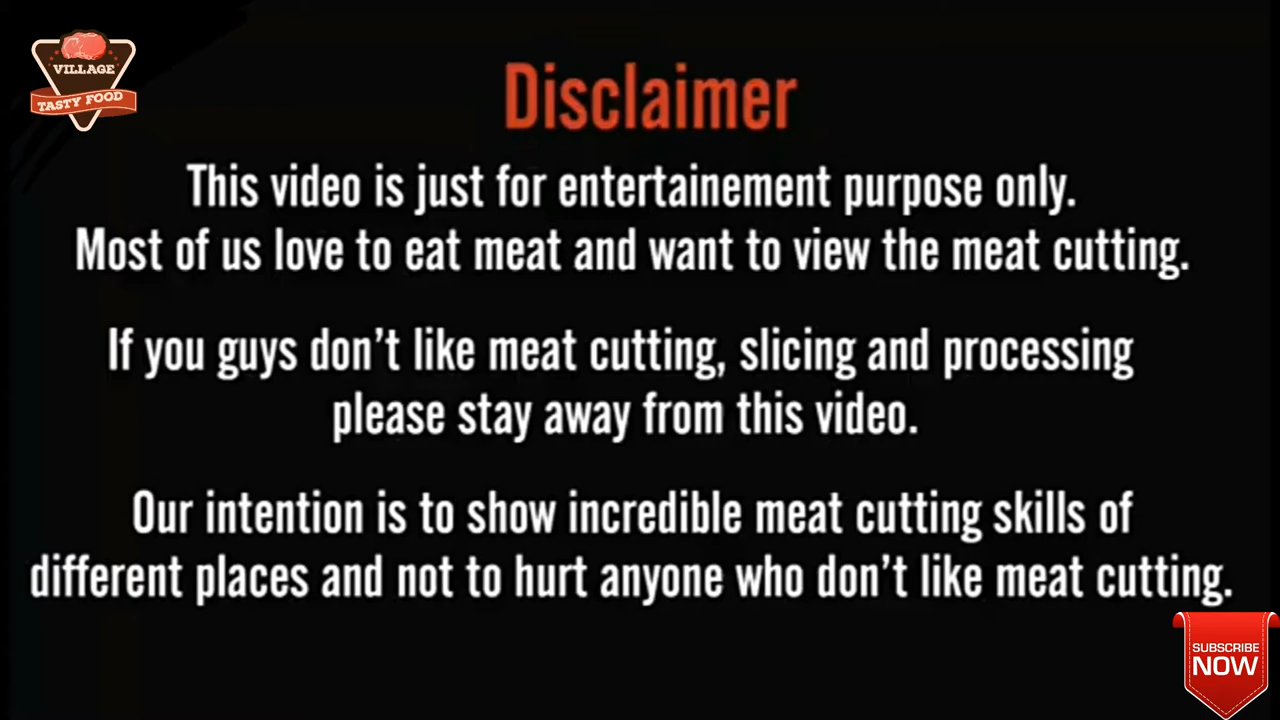 VILLAGE
TASTY FOOD
Disclaimer
This video is just for entertainement purpose only.
Most of us love to eat meat and want to view the meat cutting.
If you guys don't like meat cutting, slicing and processing
please stay away from this video.
Our intention is to show incredible meat cutting skills of
different places and not to hurt anyone who don't like meat cutting.
SUBSCRIBE
NOW